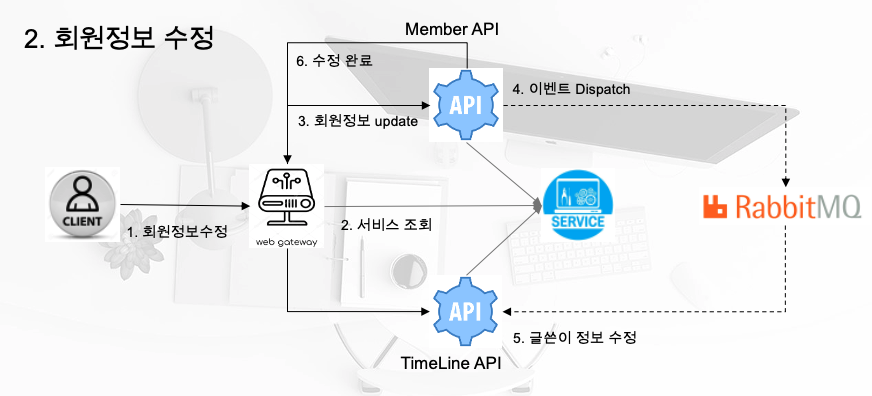 2. 회원정보 수정
Member API
6. 수정 완료
API
4. 이벤트 Dispatch
3. 회원정보 update
CLIENT
web gateway
1. 회원정보수정
2. 서비스 조회
SERVICE
RabbitMQ
API
5. 글쓴이 정보 수정
TimeLine API